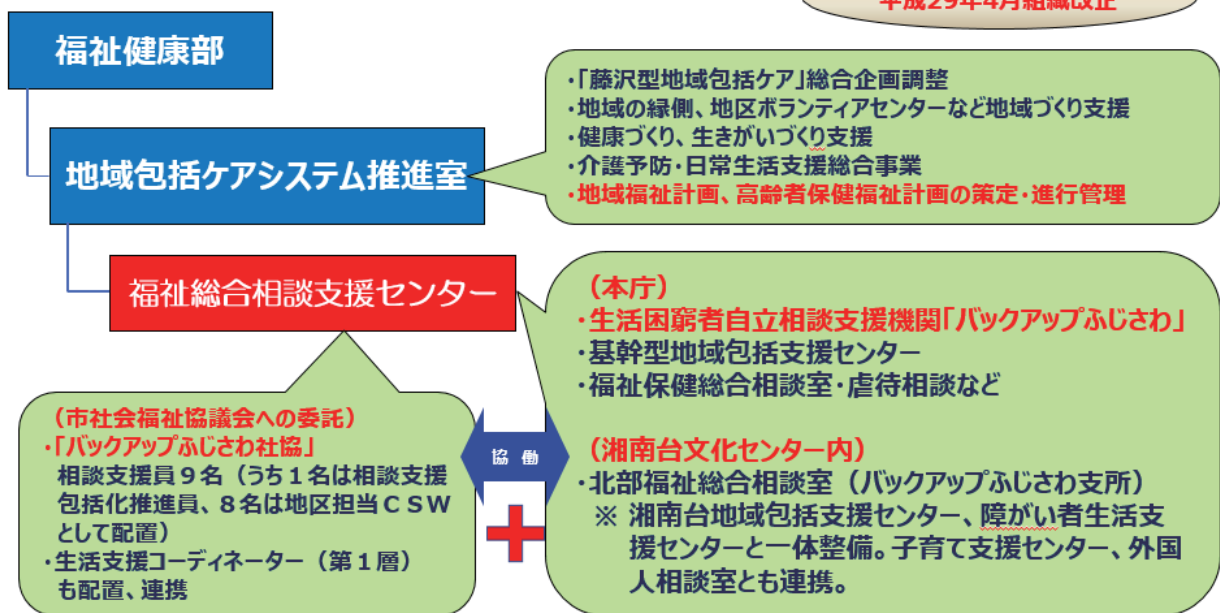 平成29年4月組織改正
福祉健康部
・「藤沢型地域包括ケア」総合企画調整
・地域の縁側、地区ボランティアセンターなど地域づくり支援
・健康づくり、生きがいづくり支援
・介護予防・日常生活支援総合事業
・地域福祉計画、高齢者保健福祉計画の策定・進行管理
地域包括ケアシステム推進室
福祉総合相談支援センター
（本庁）
・生活困窮者自立相談支援機関「バックアップふじさわ」
・基幹型地域包括支援センター
・福祉保健総合相談室・虐待相談など
（湘南台文化センター内）
・北部福祉総合相談室（バックアップふじさわ支所）
※ 湘南台地域包括支援センター、障がい者生活支
援センターと一体整備。子育て支援センター、外国
人相談室とも連携。
協 働
（市社会福祉協議会への委託）
・「バックアップふじさわ社協」
相談支援員９名（うち１名は相談支援
包括化推進員、８名は地区担当ＣＳＷ
として配置）
・生活支援コーディネーター（第１層）
も配置、連携